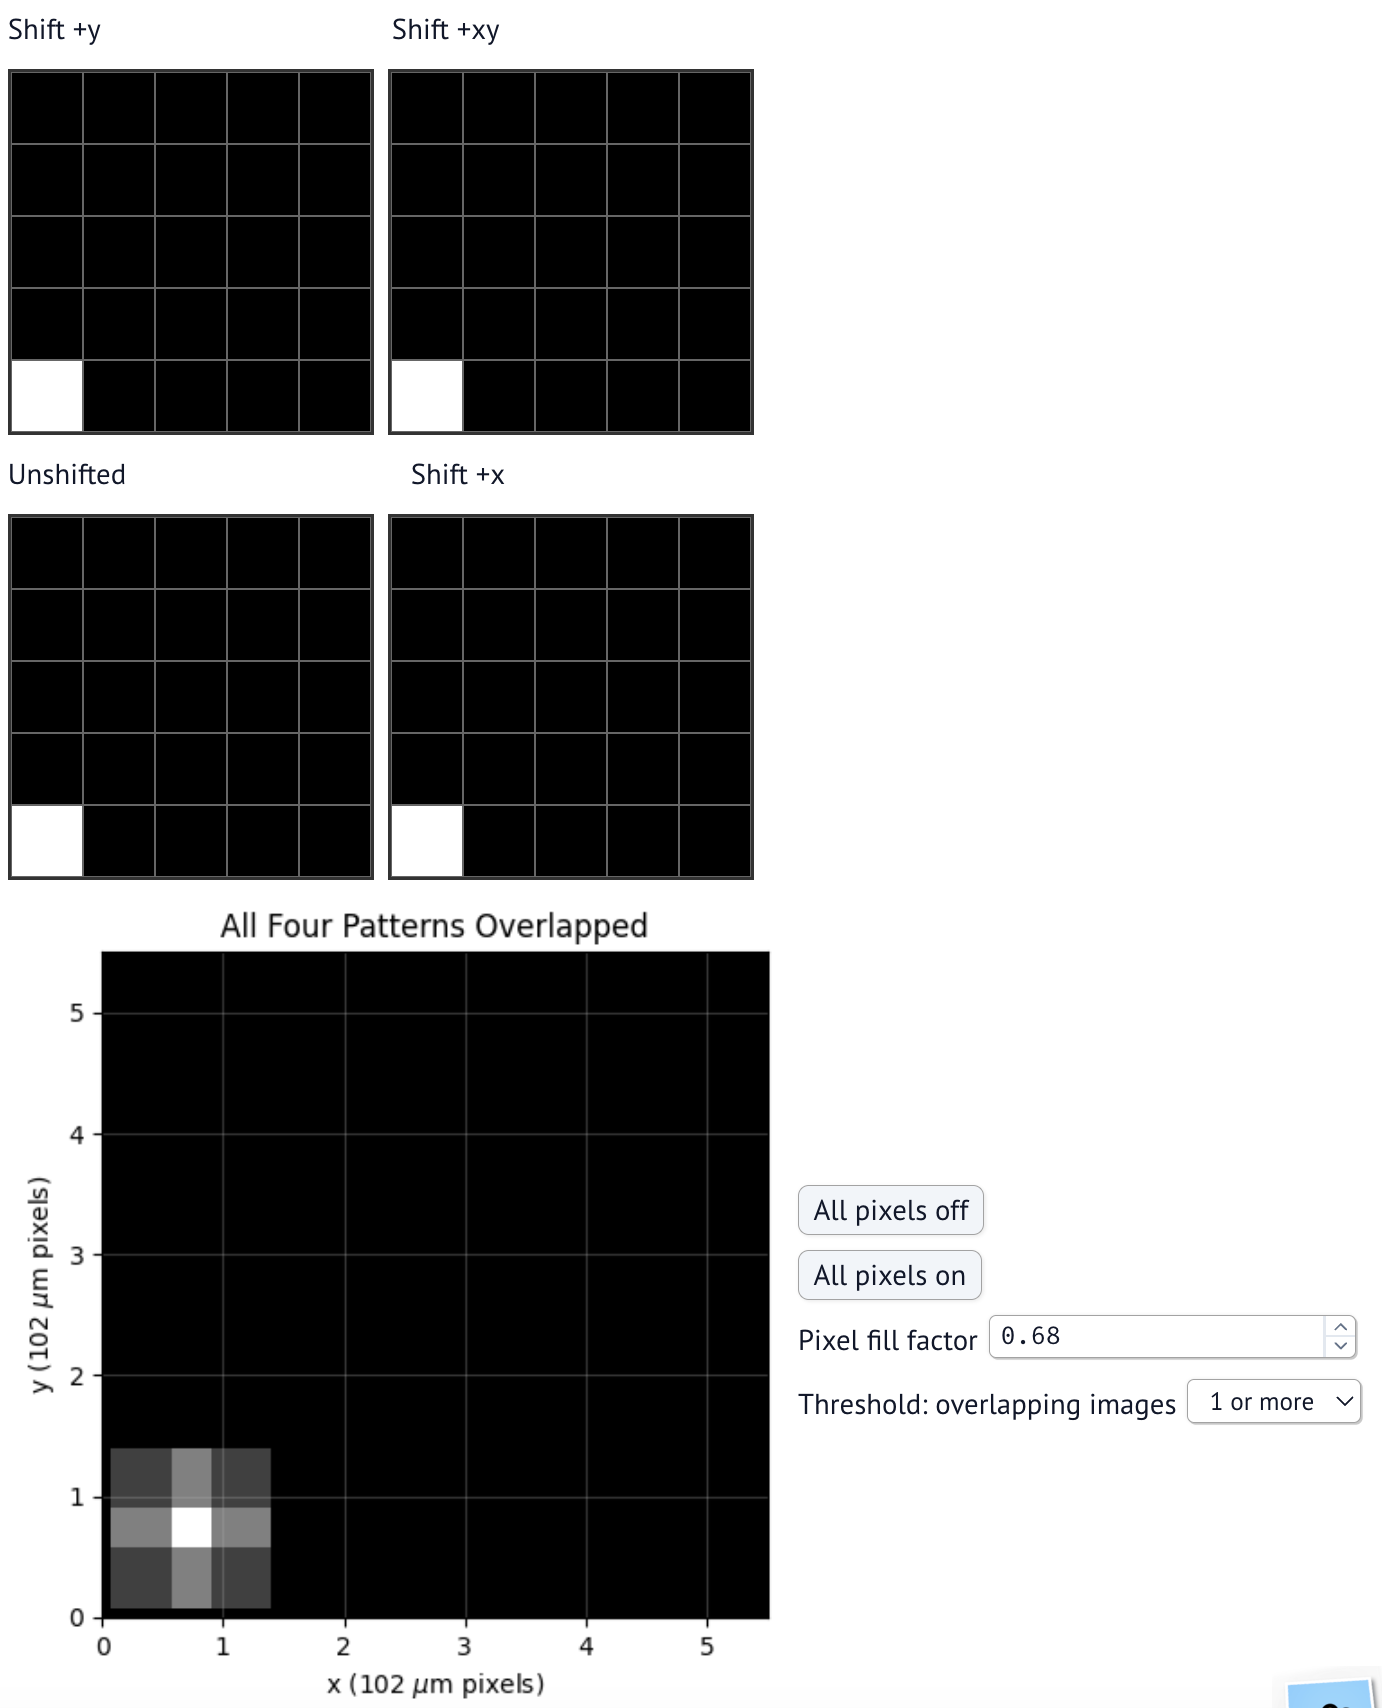 Shift +y
Shift +xy
Unshifted
Shift +x
All Four Patterns Overlapped
5
4
3
2
1
0
y (102 μm pixels)
0 1 2 3 4 5
x (102 μm pixels)
All pixels off
All pixels on
Pixel fill factor 0.68
Threshold: overlapping images 1 or more